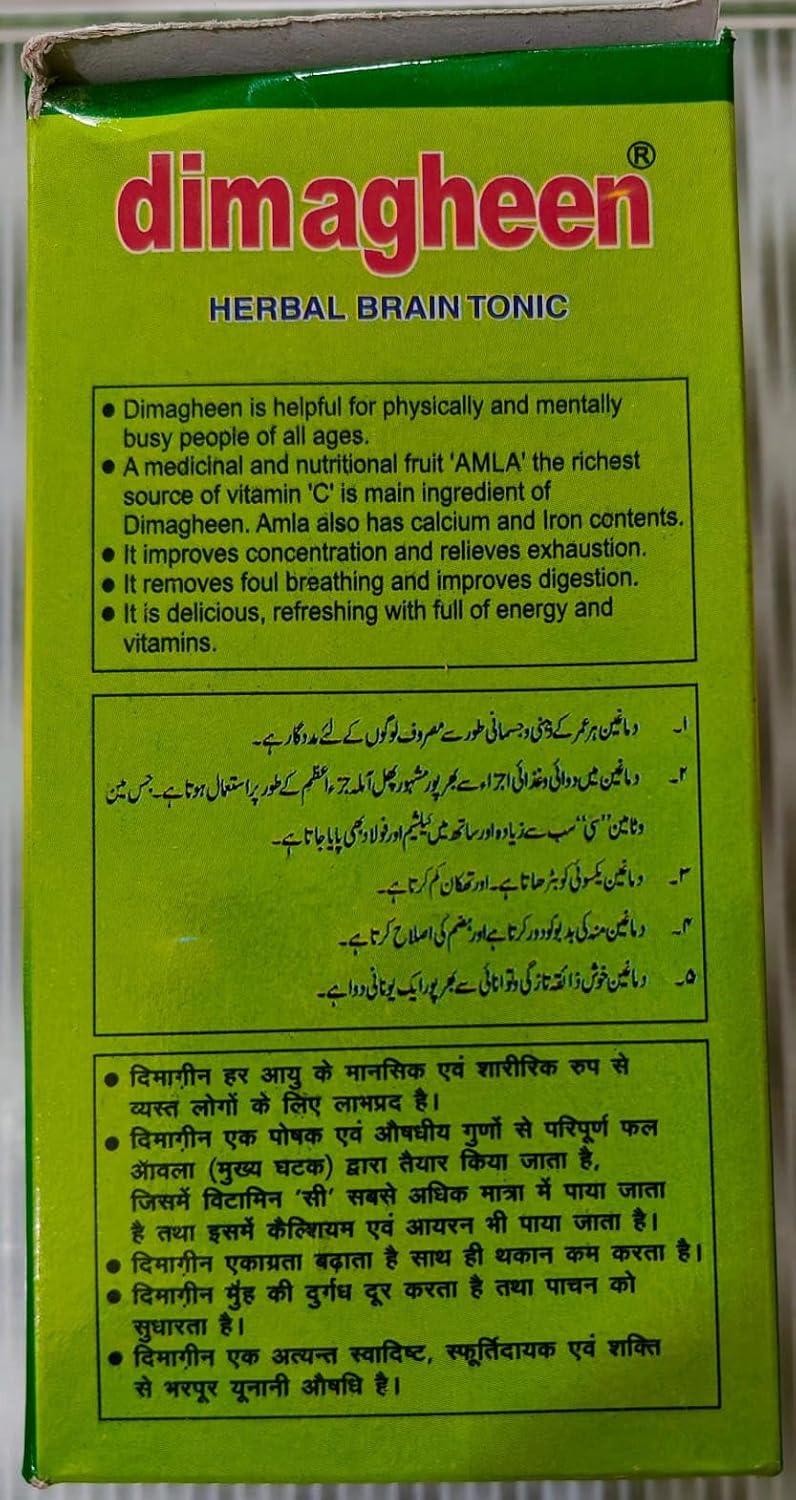 dimagheen®
HERBAL BRAIN TONIC
● Dimagheen is helpful for physically and mentally
busy people of all ages.
● A medicinal and nutritional fruit 'AMLA' the richest
source of vitamin 'C' is main ingredient of
Dimagheen. Amla also has calcium and Iron contents.
● It improves concentration and relieves exhaustion.
● It removes foul breathing and improves digestion.
● It is delicious, refreshing with full of energy and
vitamins.
۱۔ دماغین ہر عمر کے ذہنی و جسمانی طور سے مصروف لوگوں کے لئے مددگار ہے۔
۲۔ دماغین میں دوائی و غذائی اجزاء سے بھرپور مشہور پھل آملہ جزء اعظم کے طور پر استعمال ہوتا ہے۔ جس مین
وٹامین ”سی“ سب سے زیادہ اور ساتھ میں کیلشیم اور فولاد بھی پایا جاتا ہے۔
۳۔ دماغین یکسوئی کو بڑھاتا ہے۔ اور تھکان کم کرتا ہے۔
۴۔ دماغین منہ کی بدبو کو دور کرتا ہے اور ہضم کی اصلاح کرتا ہے۔
۵۔ دماغین خوش ذائقہ تازگی و توانائی سے بھرپور ایک یونانی دوا ہے۔
● दिमाग़ीन हर आयु के मानसिक एवं शारीरिक रुप से
व्यस्त लोगों के लिए लाभप्रद है।
● दिमाग़ीन एक पोषक एवं औषधीय गुणों से परिपूर्ण फल
ऑवला (मुख्य घटक) द्वारा तैयार किया जाता है,
जिसमें विटामिन 'सी' सबसे अधिक मात्रा में पाया जाता
है तथा इसमें कैल्शियम एवं आयरन भी पाया जाता है।
● दिमाग़ीन एकाग्रता बढ़ाता है साथ ही थकान कम करता है।
● दिमाग़ीन मुँह की दुर्गध दूर करता है तथा पाचन को
सुधारता है।
● दिमाग़ीन एक अत्यन्त स्वादिष्ट, स्फूर्तिदायक एवं शक्ति
से भरपूर यूनानी औषधि है।